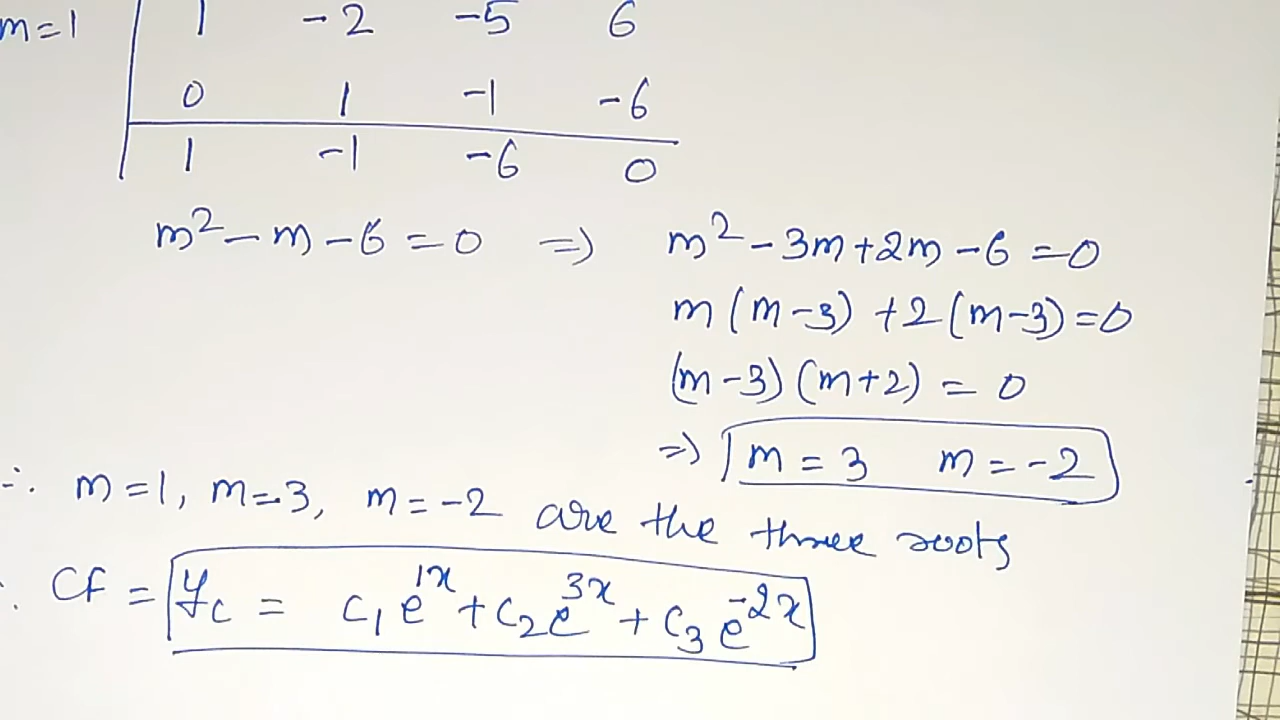 m=1 1 -2 -5 6
0 1 -1 -6
1 -1 -6 0
m² - m - 6 = 0 => m² - 3m + 2m - 6 = 0
m(m-3) + 2(m-3) = 0
(m-3)(m+2) = 0
=> m = 3 m = -2
∴ m=1, m=3, m=-2 are the three roots
∴ CF = y_c = c₁e^{1x} + c₂e^{3x} + c₃e^{-2x}